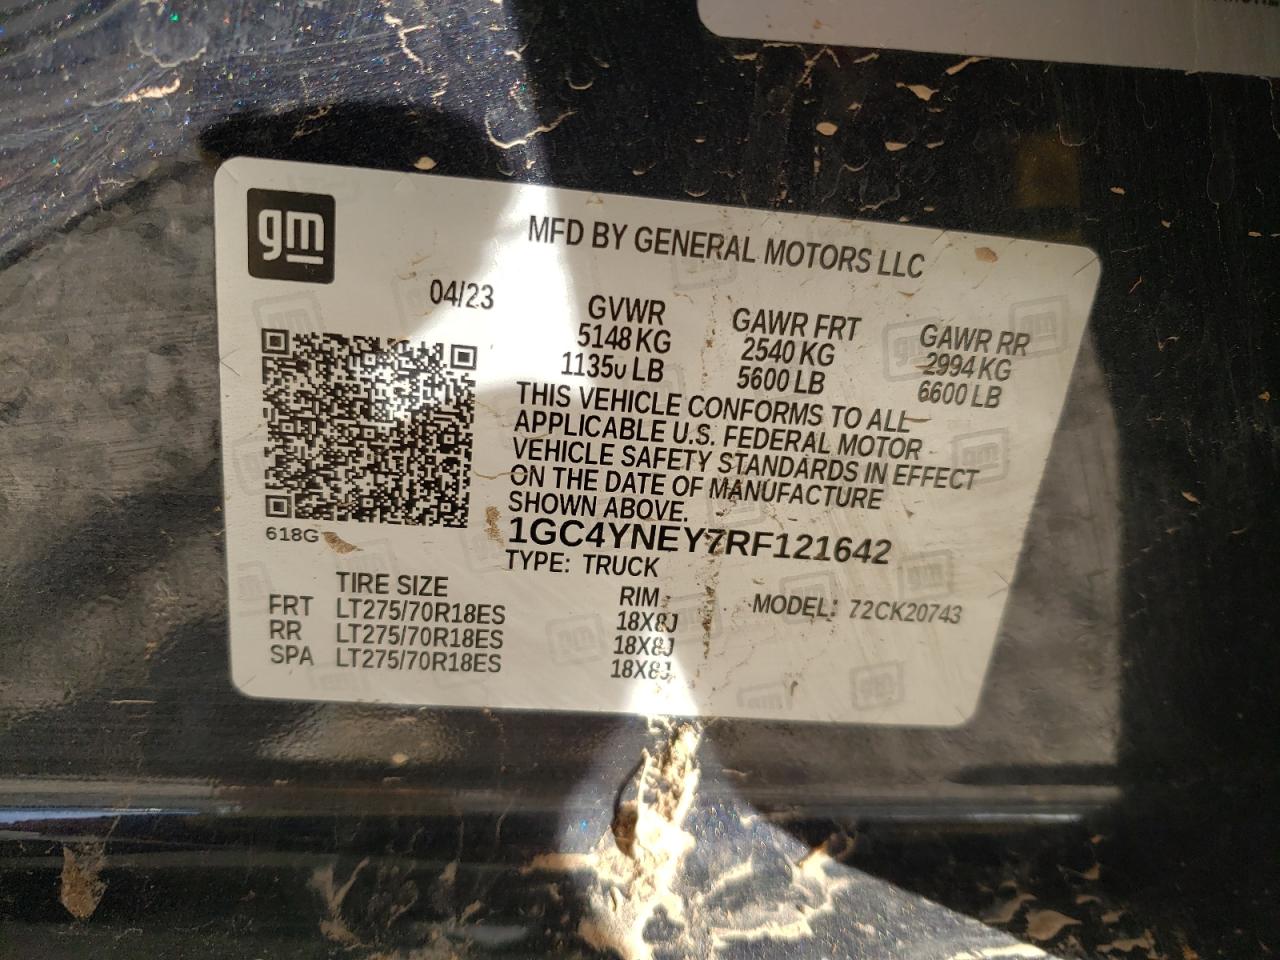 gm
MFD BY GENERAL MOTORS LLC
04/23
GVWR GAWR FRT GAWR RR
5148 KG 2540 KG 2994 KG
11350 LB 5600 LB 6600 LB
THIS VEHICLE CONFORMS TO ALL
APPLICABLE U.S. FEDERAL MOTOR
VEHICLE SAFETY STANDARDS IN EFFECT
ON THE DATE OF MANUFACTURE
SHOWN ABOVE.
618G
1GC4YNEY7RF121642
TYPE: TRUCK
TIRE SIZE RIM MODEL: 72CK20743
FRT LT275/70R18ES 18X8J
RR LT275/70R18ES 18X8J
SPA LT275/70R18ES 18X8J